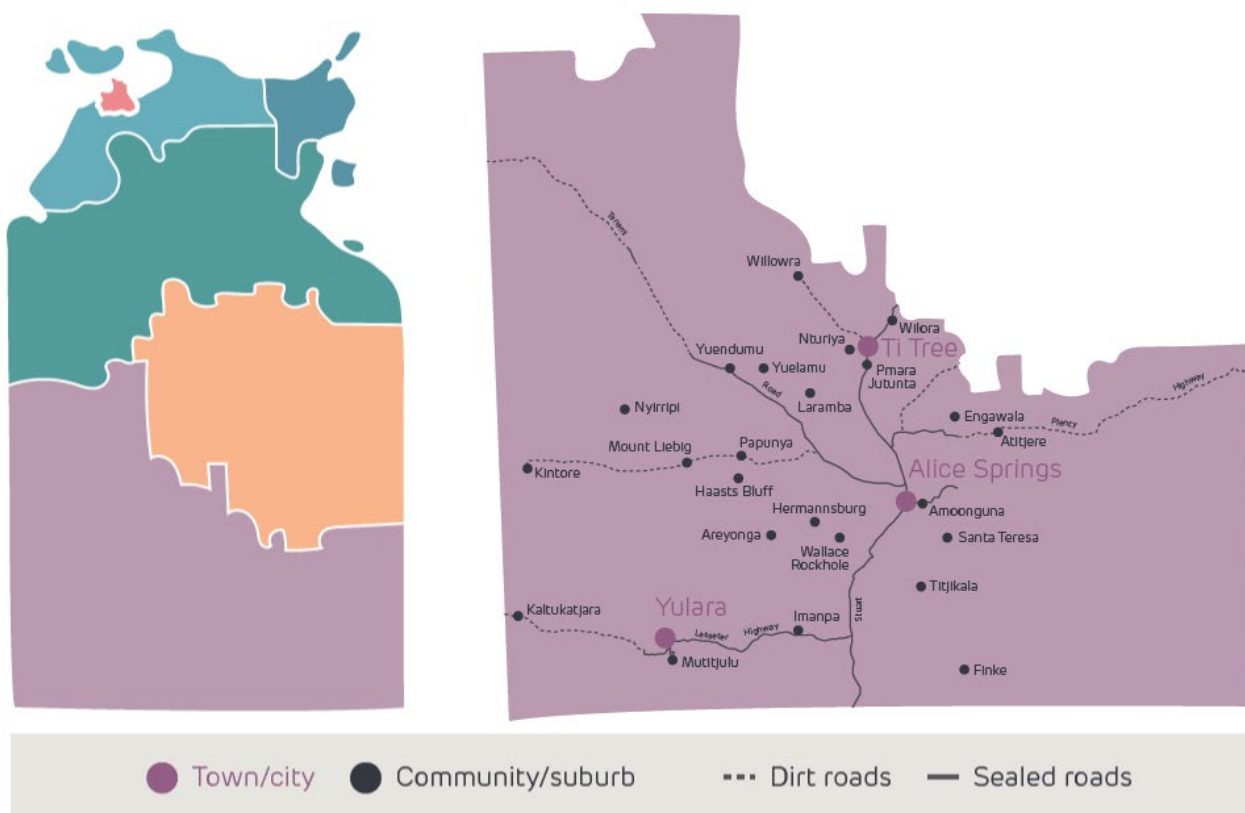 Tanami
Willowra
Wilora
Nturiya
Ti Tree
Yuendumu
Yuelamu
Pmara
Jutunta
Road
Laramba
Highway
Nyirripi
Engawala
Plenty
Atitjere
Mount Liebig
Papunya
Kintore
Haasts Bluff
Alice Springs
Hermannsburg
Amoonguna
Areyonga
Wallace
Rockhole
Santa Teresa
Titjikala
Kaltukatjara
Yulara
Imanpa
Stuart
Lasseter
Highway
Mutitjulu
Finke
Town/city
Community/suburb
Dirt roads
Sealed roads